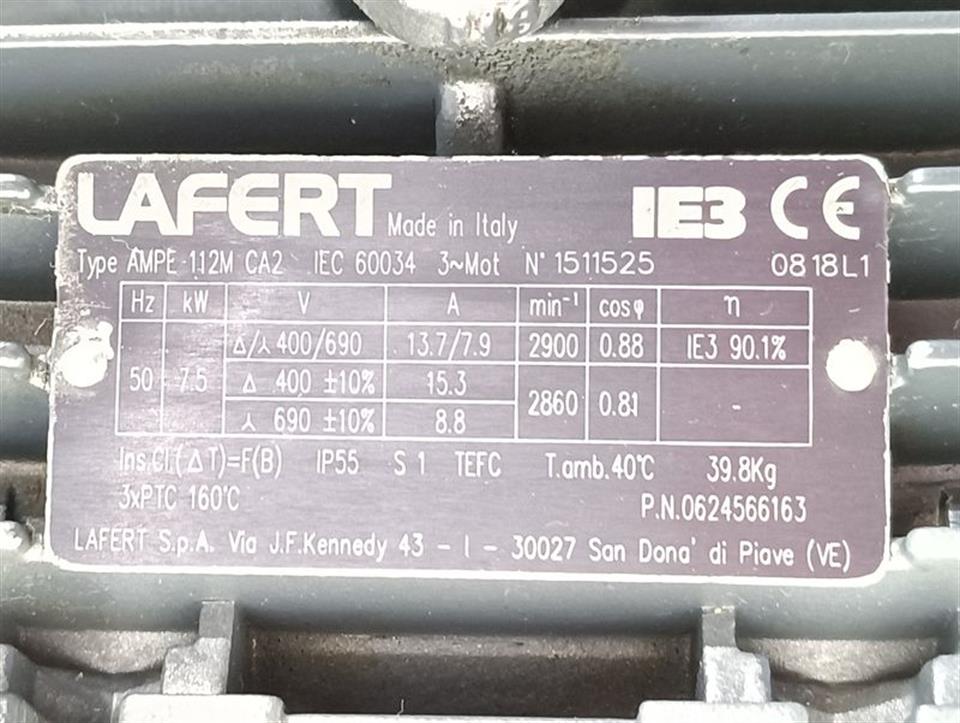 LAFERT Made in Italy IE3 CE
Type AMPE 112M CA2 IEC 60034 3~Mot N° 1511525 0818L1
Hz kW V A min⁻¹ cosφ η
Δ/⅄ 400/690 13.7/7.9 2900 0.88 IE3 90.1%
50 7.5 Δ 400 ±10% 15.3 2860 0.81 -
⅄ 690 ±10% 8.8
Ins.Cl.(ΔT)=F(B) IP55 S1 TEFC T.amb.40°C 39.8Kg
3xPTC 160°C P.N.0624566163
LAFERT S.p.A. Via J.F.Kennedy 43 - I - 30027 San Dona' di Piave (VE)